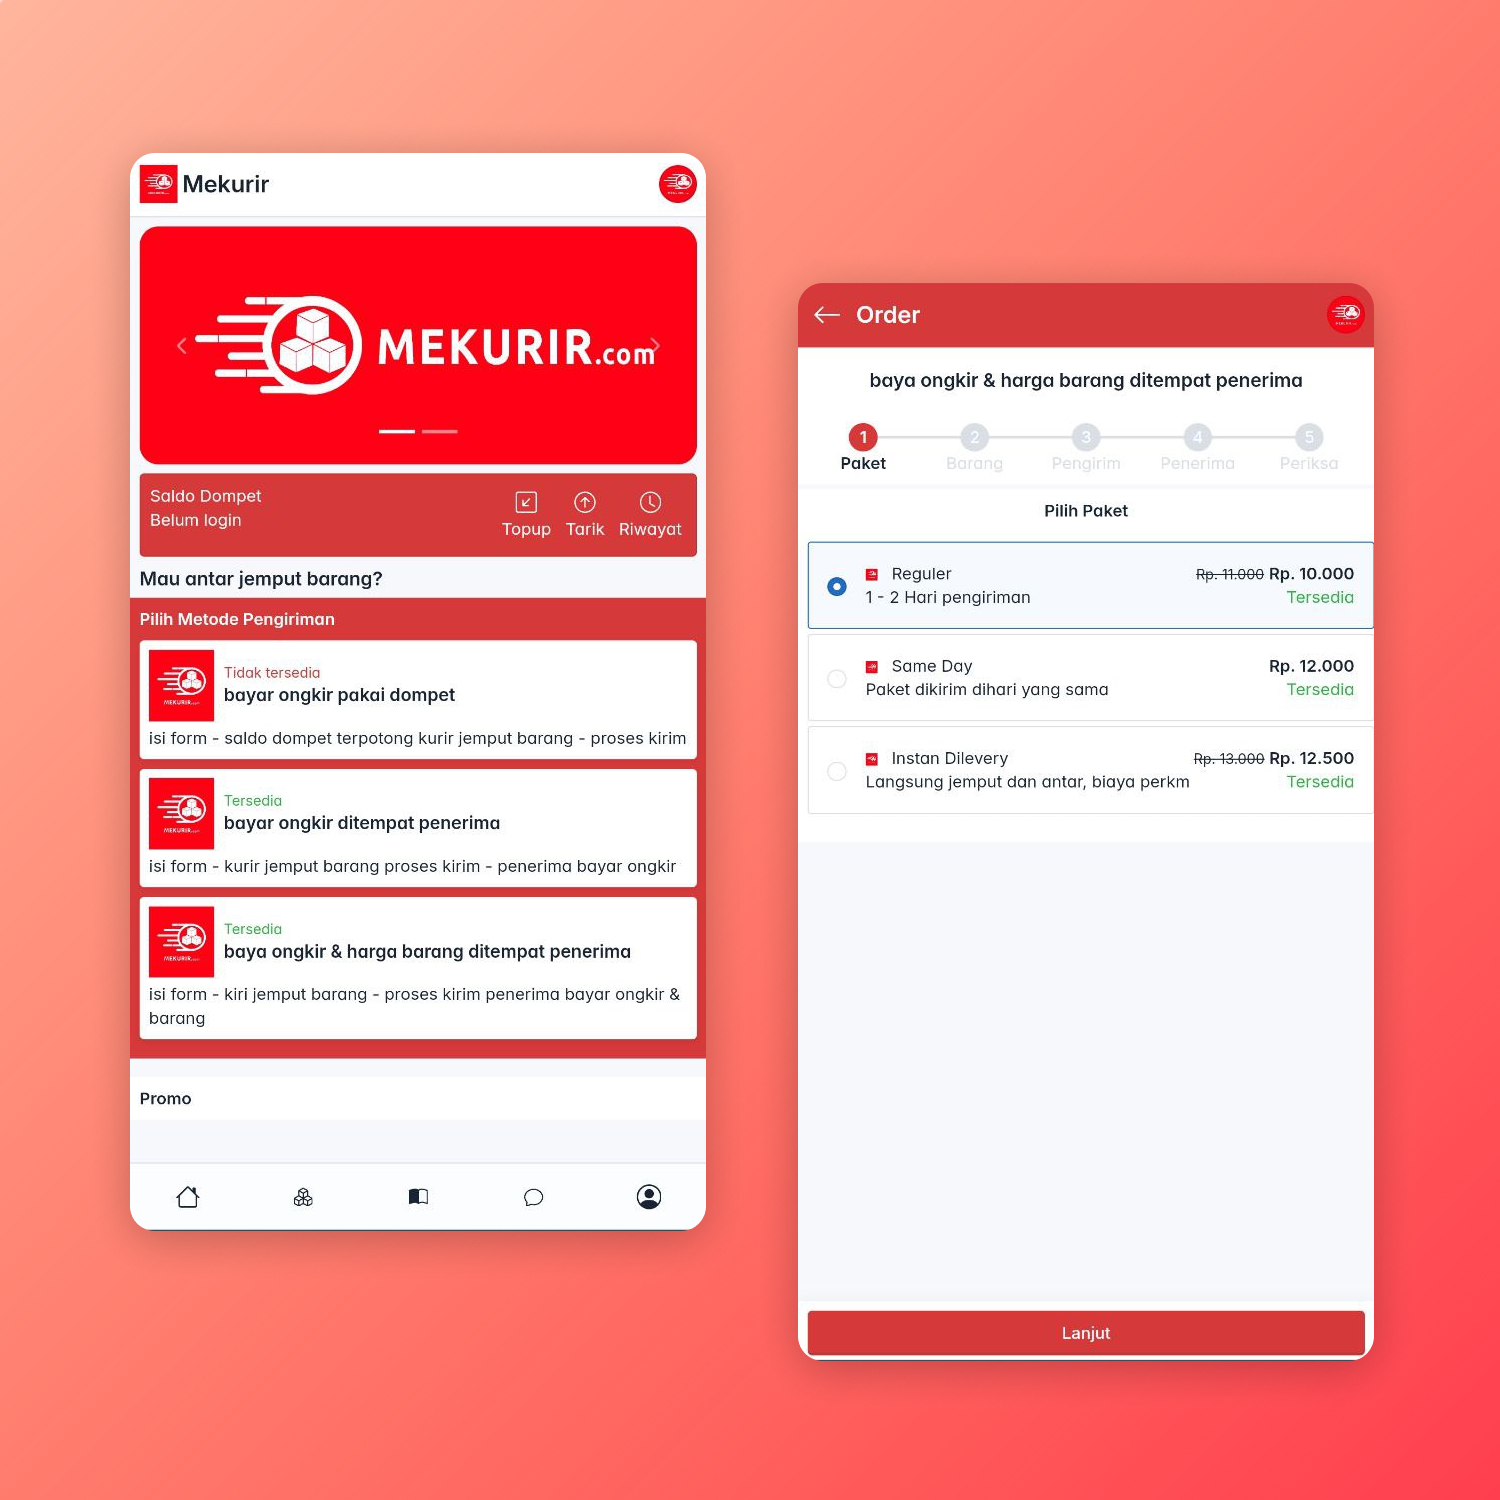 Mekurir
MEKURIR.com
Saldo Dompet
Belum login
Topup
Tarik
Riwayat
Mau antar jemput barang?
Pilih Metode Pengiriman
MEKURIR.com
Tidak tersedia
bayar ongkir pakai dompet
isi form - saldo dompet terpotong kurir jemput barang - proses kirim
MEKURIR.com
Tersedia
bayar ongkir ditempat penerima
isi form - kurir jemput barang proses kirim - penerima bayar ongkir
MEKURIR.com
Tersedia
baya ongkir & harga barang ditempat penerima
isi form - kiri jemput barang - proses kirim penerima bayar ongkir &
barang
Promo
Order
baya ongkir & harga barang ditempat penerima
1 2 3 4 5
Paket Barang Pengirim Penerima Periksa
Pilih Paket
Reguler Rp. 11.000 Rp. 10.000
1 - 2 Hari pengiriman Tersedia
Same Day Rp. 12.000
Paket dikirim dihari yang sama Tersedia
Instan Dilevery Rp. 13.000 Rp. 12.500
Langsung jemput dan antar, biaya perkm Tersedia
Lanjut